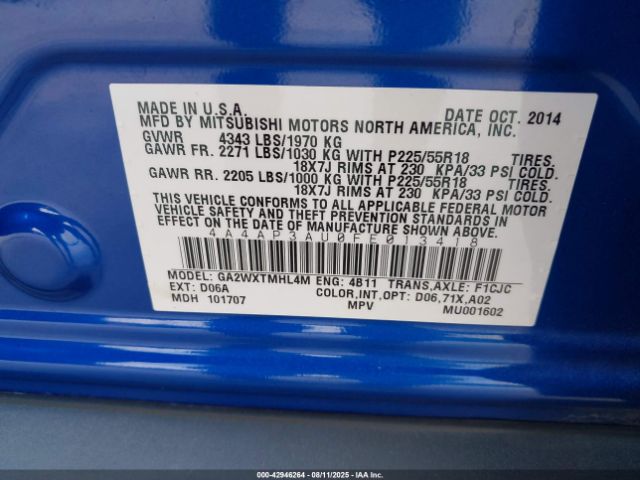 MADE IN U.S.A. DATE OCT. 2014
MFD BY MITSUBISHI MOTORS NORTH AMERICA, INC.
GVWR 4343 LBS/1970 KG
GAWR FR. 2271 LBS/1030 KG WITH P225/55R18 TIRES.
18X7J RIMS AT 230 KPA/33 PSI COLD.
GAWR RR. 2205 LBS/1000 KG WITH P225/55R18 TIRES.
18X7J RIMS AT 230 KPA/33 PSI COLD.
THIS VEHICLE CONFORMS TO ALL APPLICABLE FEDERAL MOTOR
VEHICLE SAFETY AND THEFT PREVENTION STANDARDS IN
EFFECT ON THE DATE OF MANUFACTURE SHOWN ABOVE.
4A4AP3AU0FE013418
MODEL: GA2WXTMHL4M ENG: 4B11 TRANS,AXLE: F1CJC
EXT: D06A COLOR,INT,OPT: D06,71X,A02
MDH 101707 MPV MU001602
000 - 42946264 - 08/11/2025 - IAA Inc.